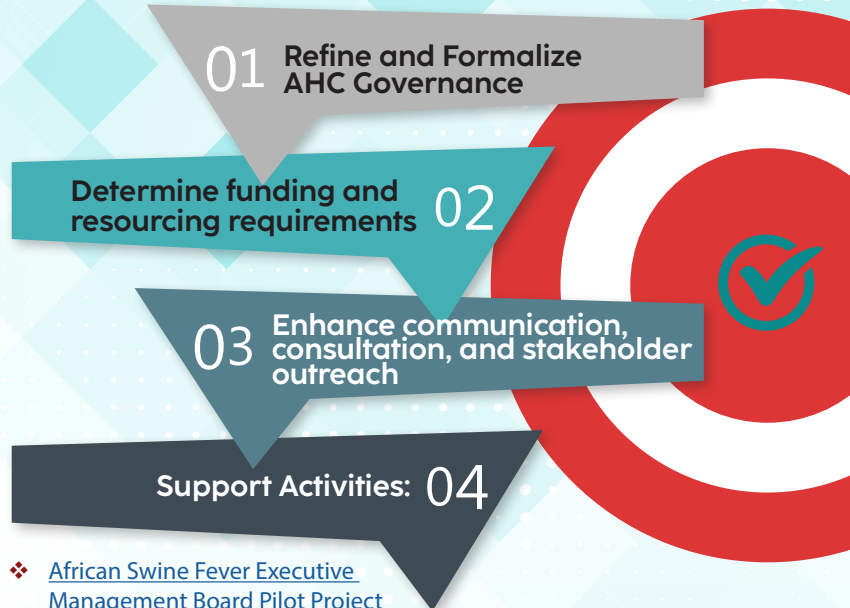 01 Refine and Formalize
AHC Governance
Determine funding and
resourcing requirements 02
03 Enhance communication,
consultation, and stakeholder
outreach
Support Activities: 04
❖ African Swine Fever Executive
Management Board Pilot Project